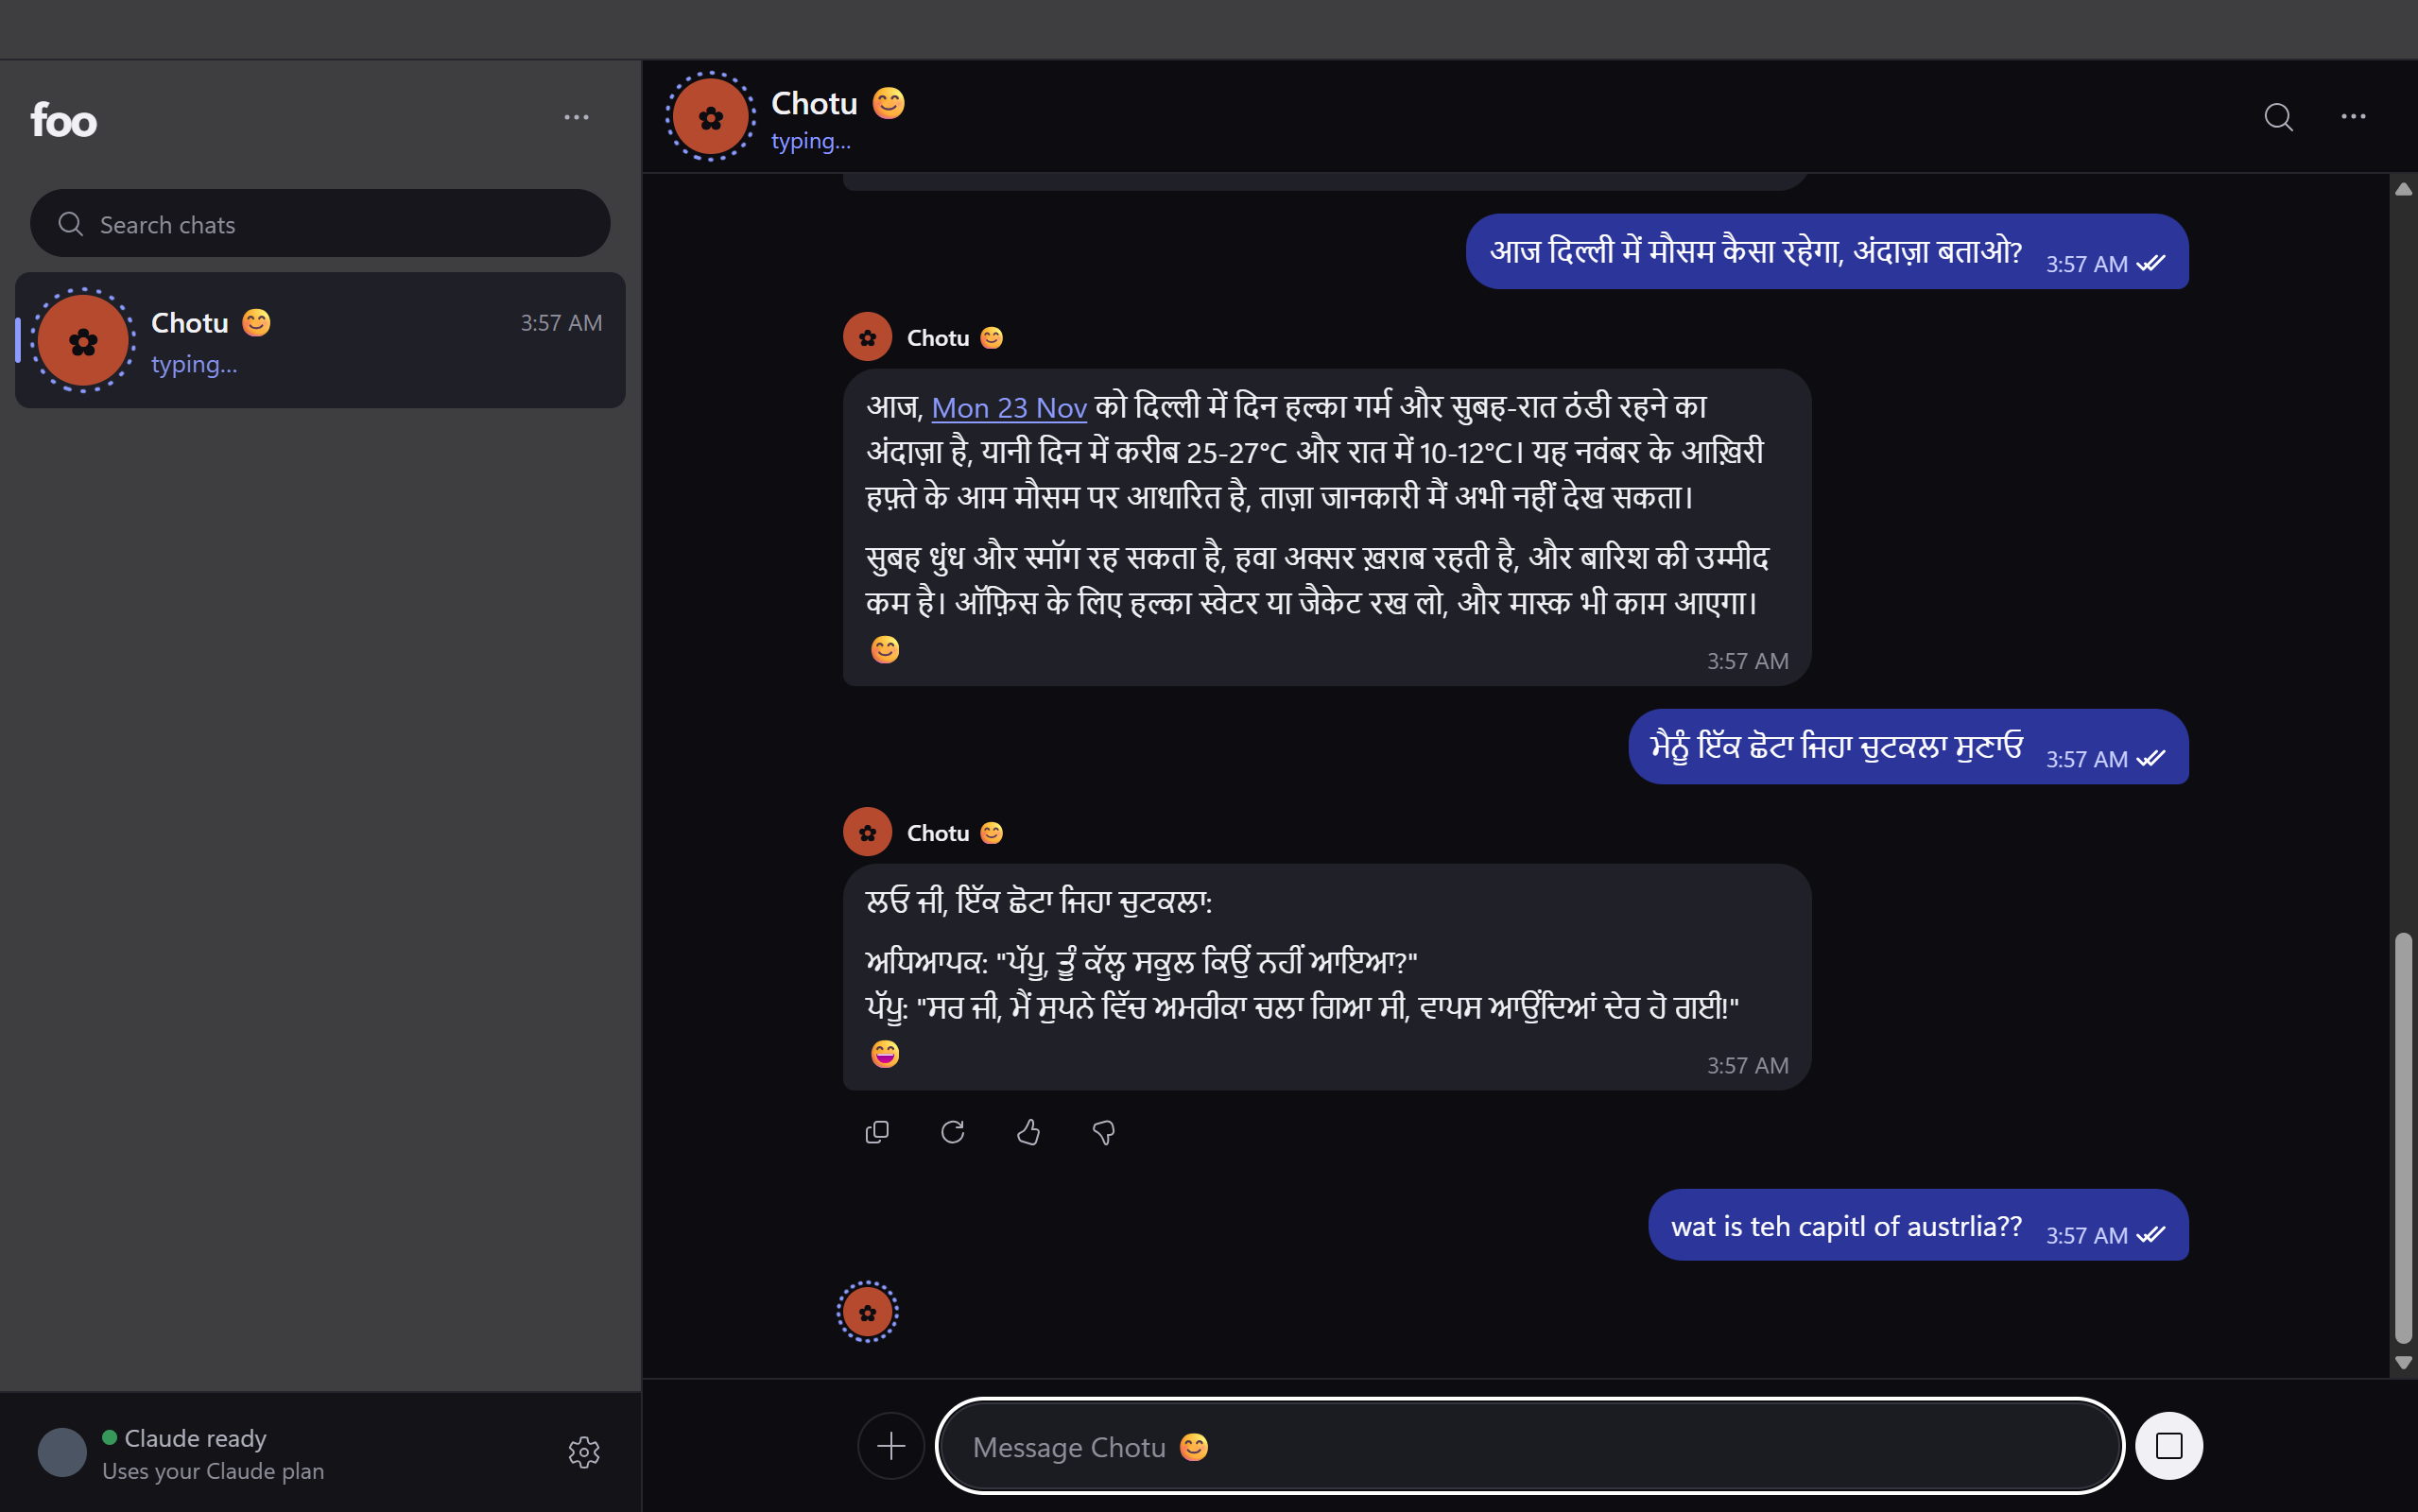 foo
Search chats
Chotu 😊
3:57 AM
typing...
Claude ready
Uses your Claude plan
Chotu 😊
typing...
आज दिल्ली में मौसम कैसा रहेगा, अंदाज़ा बताओ? 3:57 AM
Chotu 😊
आज, Mon 23 Nov को दिल्ली में दिन हल्का गर्म और सुबह-रात ठंडी रहने का
अंदाज़ा है, यानी दिन में करीब 25-27°C और रात में 10-12°C। यह नवंबर के आख़िरी
हफ़्ते के आम मौसम पर आधारित है, ताज़ा जानकारी मैं अभी नहीं देख सकता।
सुबह धुंध और स्मॉग रह सकता है, हवा अक्सर ख़राब रहती है, और बारिश की उम्मीद
कम है। ऑफ़िस के लिए हल्का स्वेटर या जैकेट रख लो, और मास्क भी काम आएगा।
😊 3:57 AM
ਮੈਨੂੰ ਇੱਕ ਛੋਟਾ ਜਿਹਾ ਚੁਟਕਲਾ ਸੁਣਾਓ 3:57 AM
Chotu 😊
ਲਓ ਜੀ, ਇੱਕ ਛੋਟਾ ਜਿਹਾ ਚੁਟਕਲਾ:
ਅਧਿਆਪਕ: "ਪੱਪੂ, ਤੂੰ ਕੱਲ੍ਹ ਸਕੂਲ ਕਿਉਂ ਨਹੀਂ ਆਇਆ?"
ਪੱਪੂ: "ਸਰ ਜੀ, ਮੈਂ ਸੁਪਨੇ ਵਿੱਚ ਅਮਰੀਕਾ ਚਲਾ ਗਿਆ ਸੀ, ਵਾਪਸ ਆਉਂਦਿਆਂ ਦੇਰ ਹੋ ਗਈ!"
😄 3:57 AM
wat is teh capitl of austrlia?? 3:57 AM
Message Chotu 😊